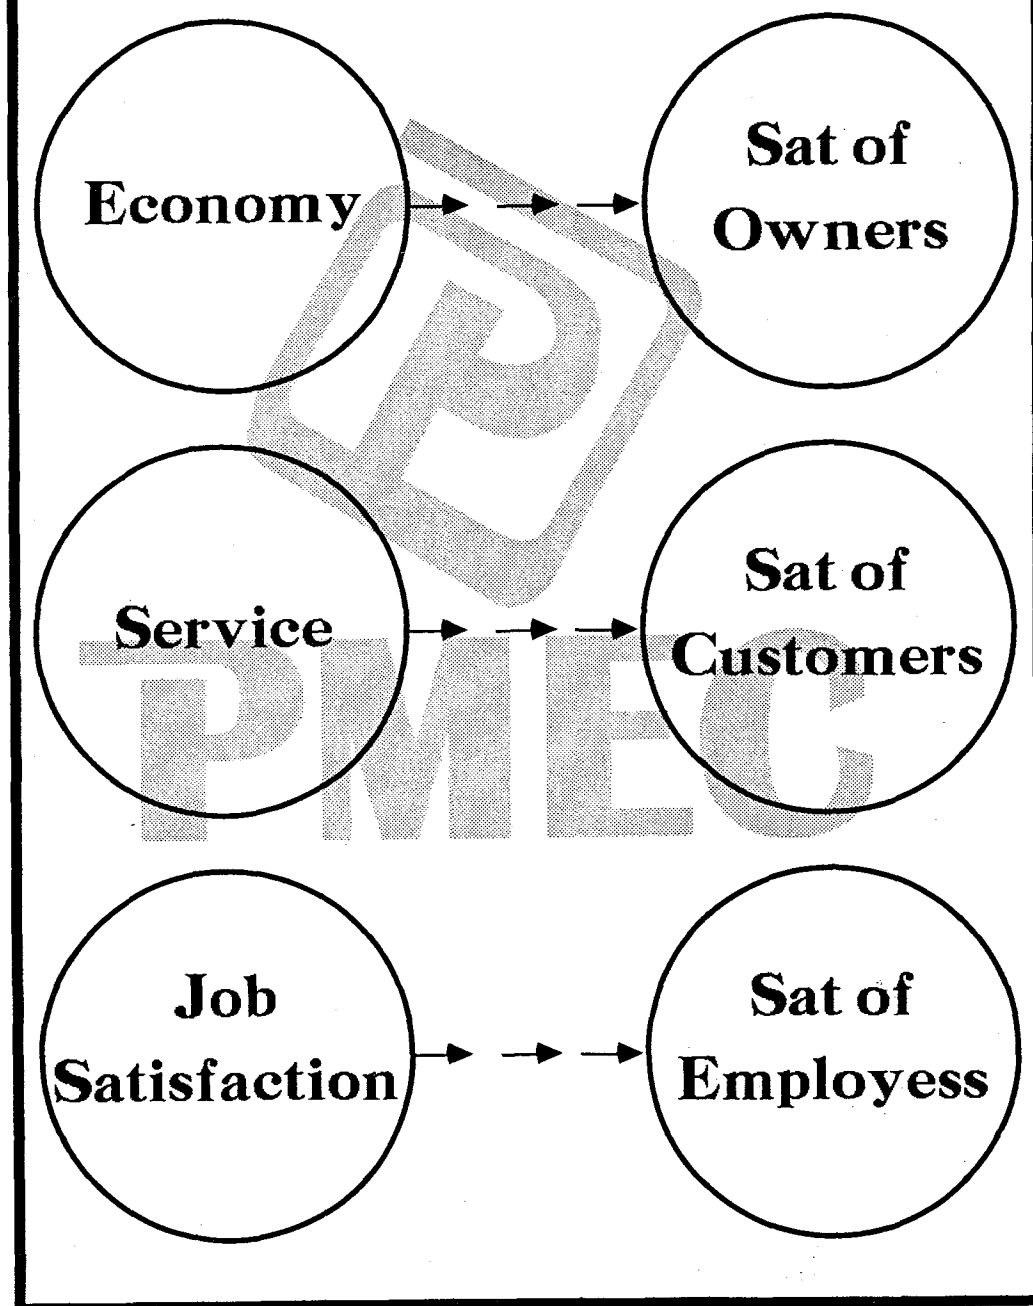 Economy
Sat of
Owners
Service
Sat of
Customers
PMEC
Job
Satisfaction
Sat of
Employess